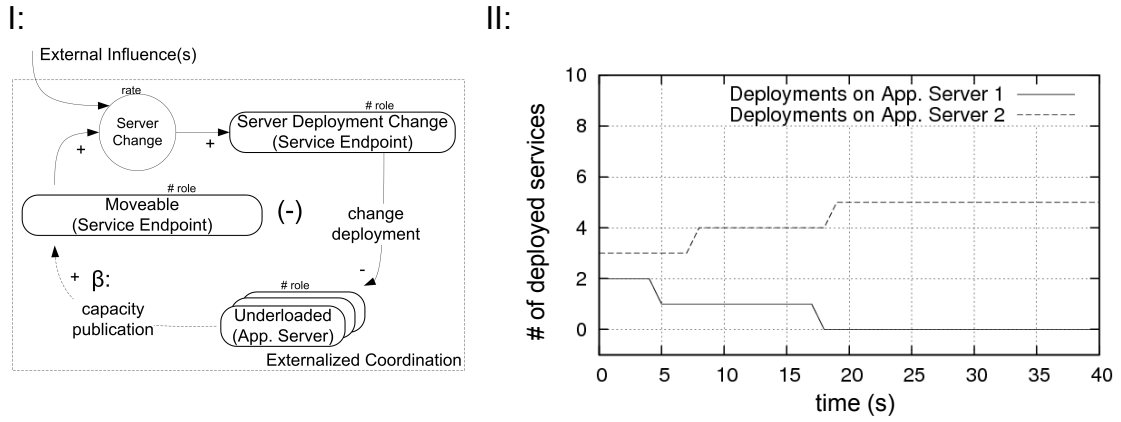 I:
External Influence(s)
rate
Server
Change
+
+
# role
Server Deployment Change
(Service Endpoint)
# role
Moveable
(Service Endpoint)
(-)
change
deployment
-
+ β:
capacity
publication
# role
Underloaded
(App. Server)
Externalized Coordination
II:
# of deployed services
10
8
6
4
2
0
Deployments on App. Server 1
Deployments on App. Server 2
0 5 10 15 20 25 30 35 40
time (s)